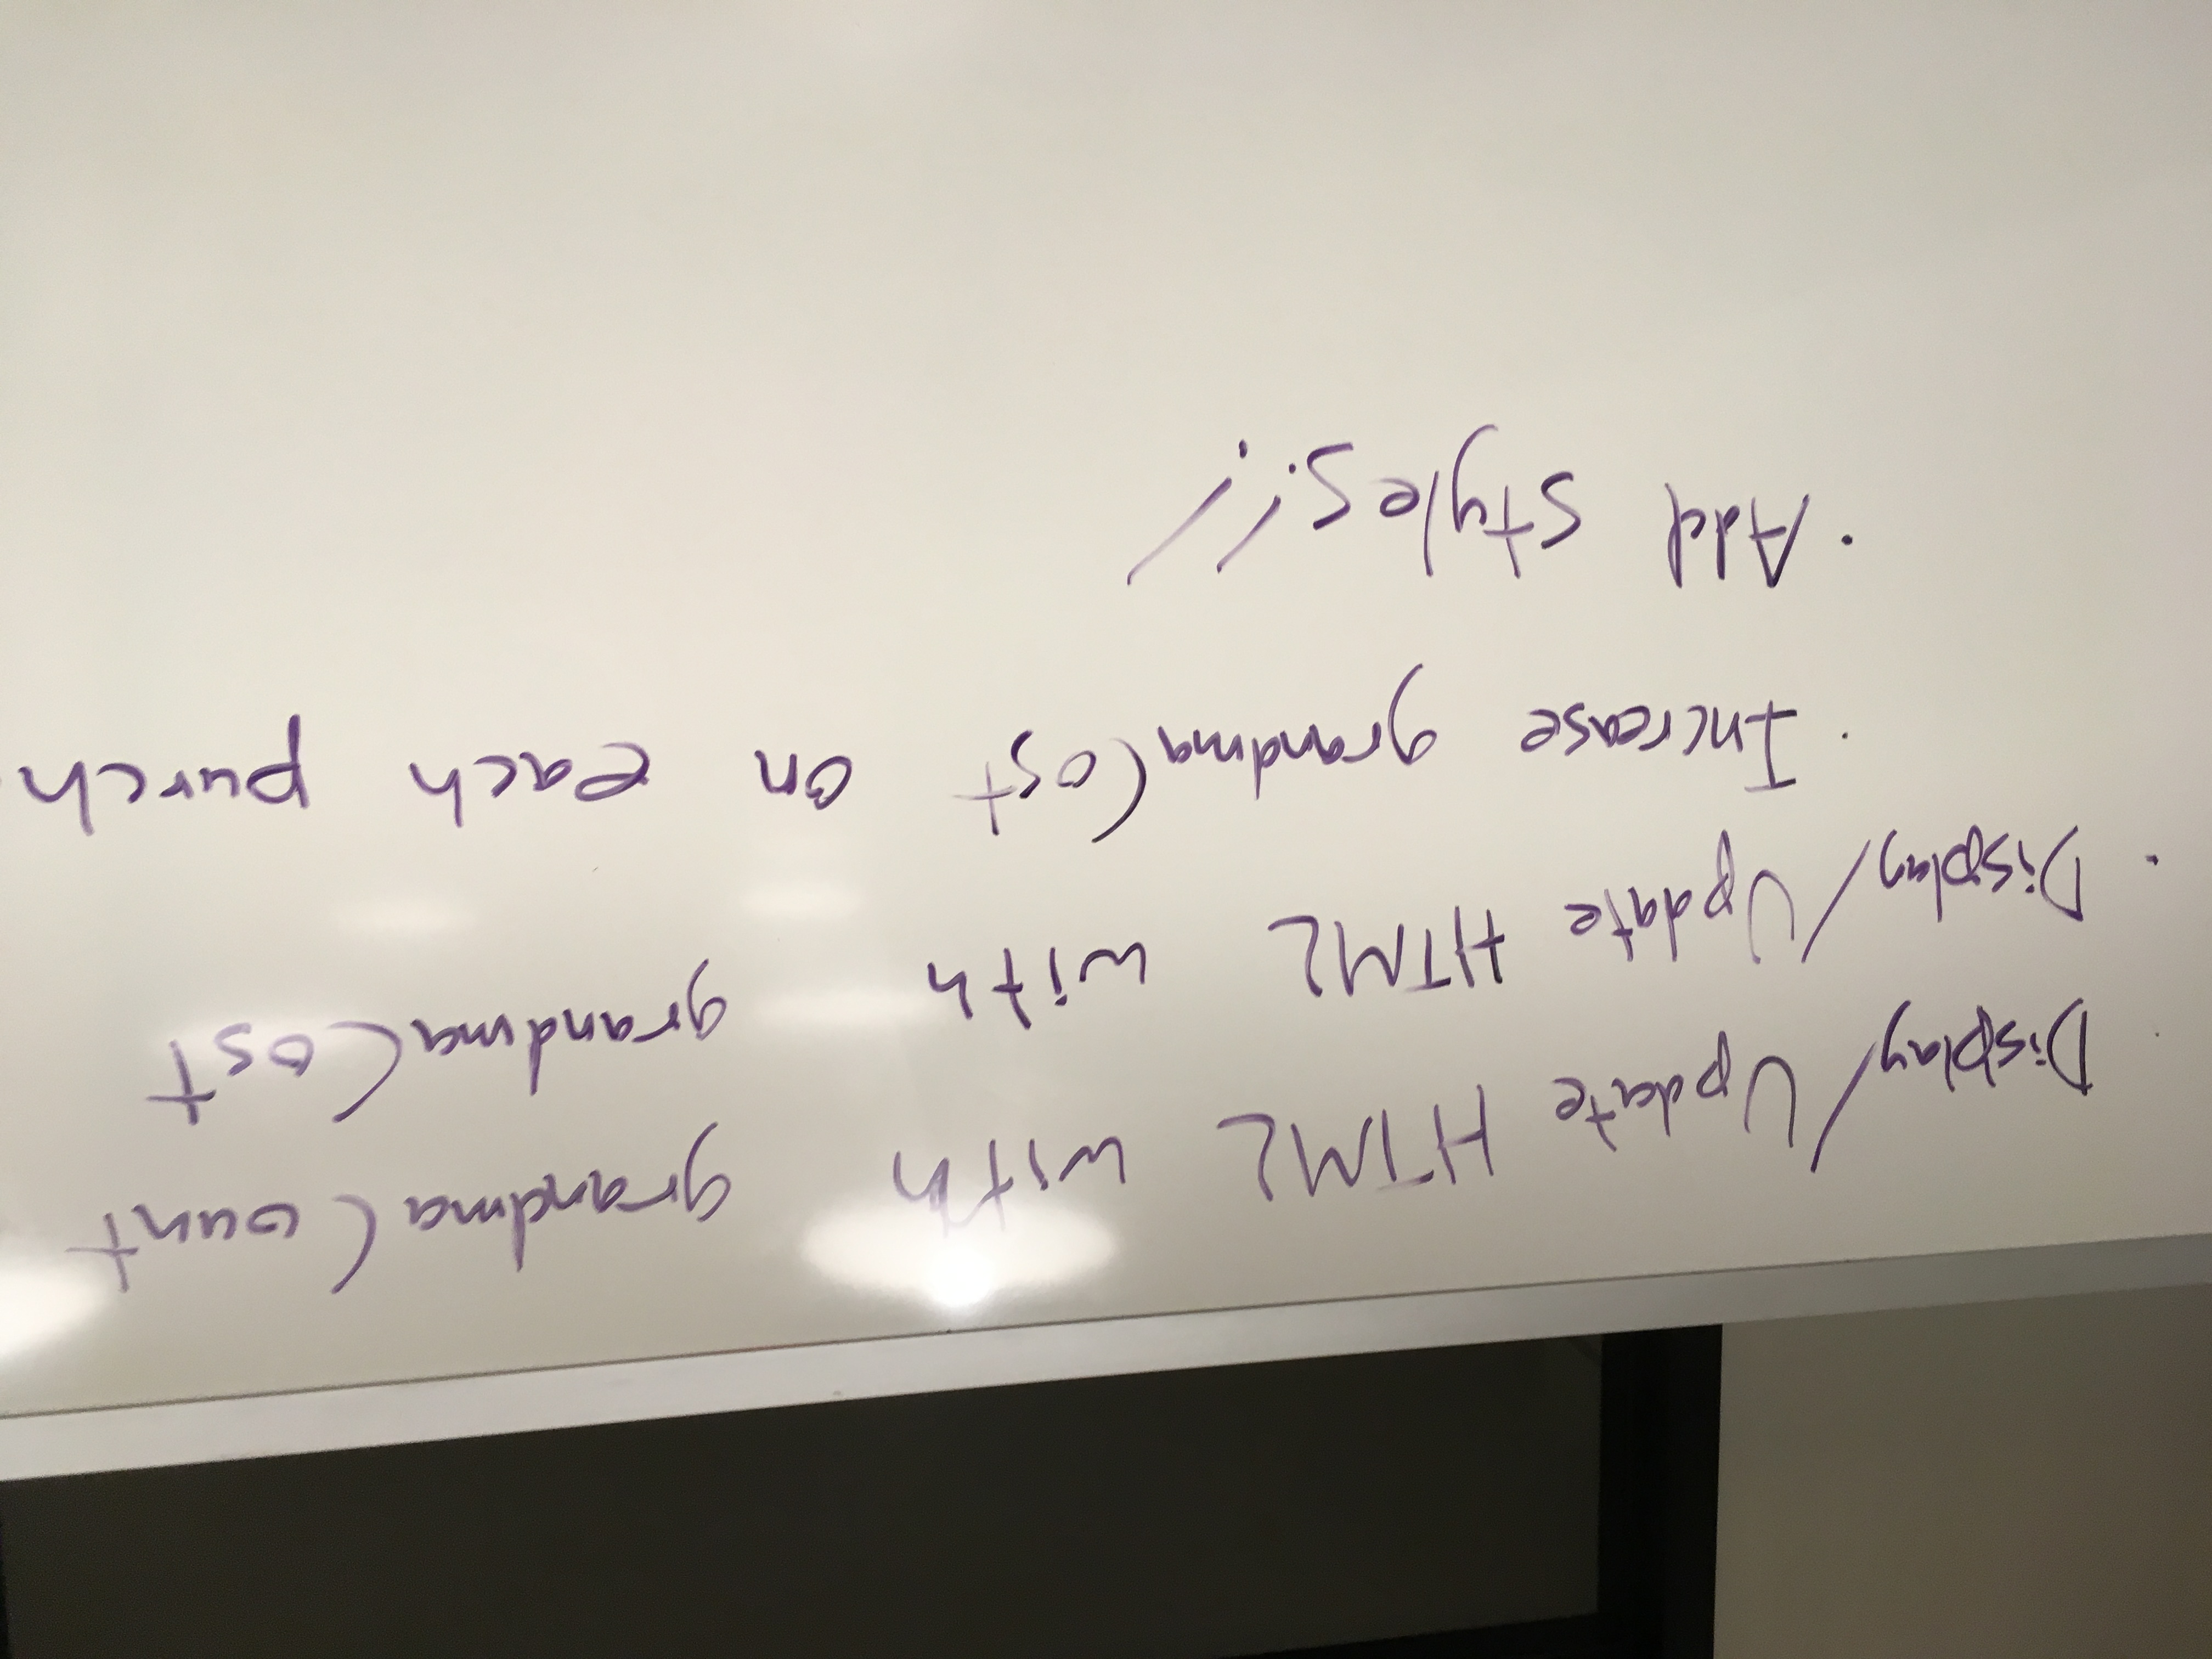 · Display/Update HTML with grandmaCount
· Display/Update HTML with grandmaCost
· Increase grandmaCost on each purch
· Add styles!!